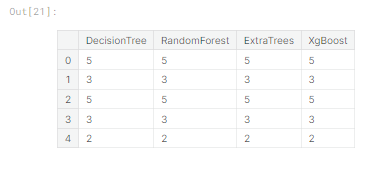 Out[21]:
DecisionTree RandomForest ExtraTrees XgBoost
0 5 5 5 5
1 3 3 3 3
2 5 5 5 5
3 3 3 3 3
4 2 2 2 2